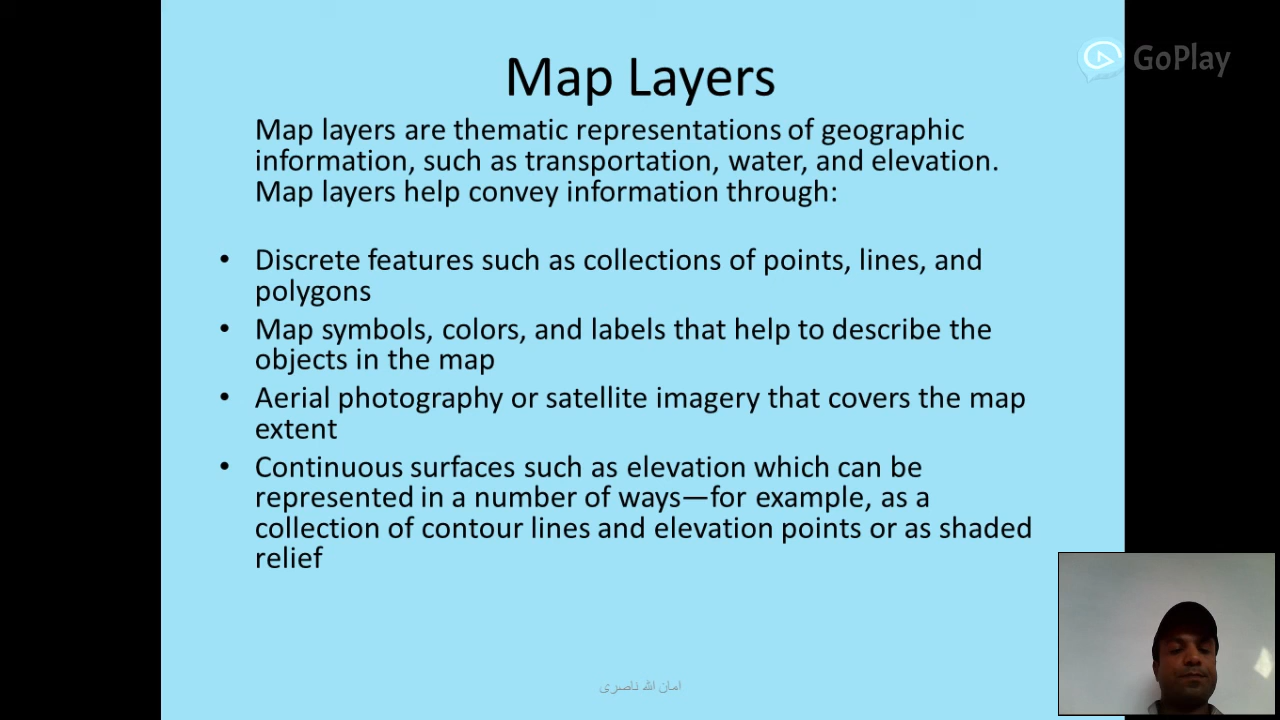 Map Layers
GoPlay
Map layers are thematic representations of geographic
information, such as transportation, water, and elevation.
Map layers help convey information through:
• Discrete features such as collections of points, lines, and
polygons
• Map symbols, colors, and labels that help to describe the
objects in the map
• Aerial photography or satellite imagery that covers the map
extent
• Continuous surfaces such as elevation which can be
represented in a number of ways—for example, as a
collection of contour lines and elevation points or as shaded
relief
امان الله ناصری